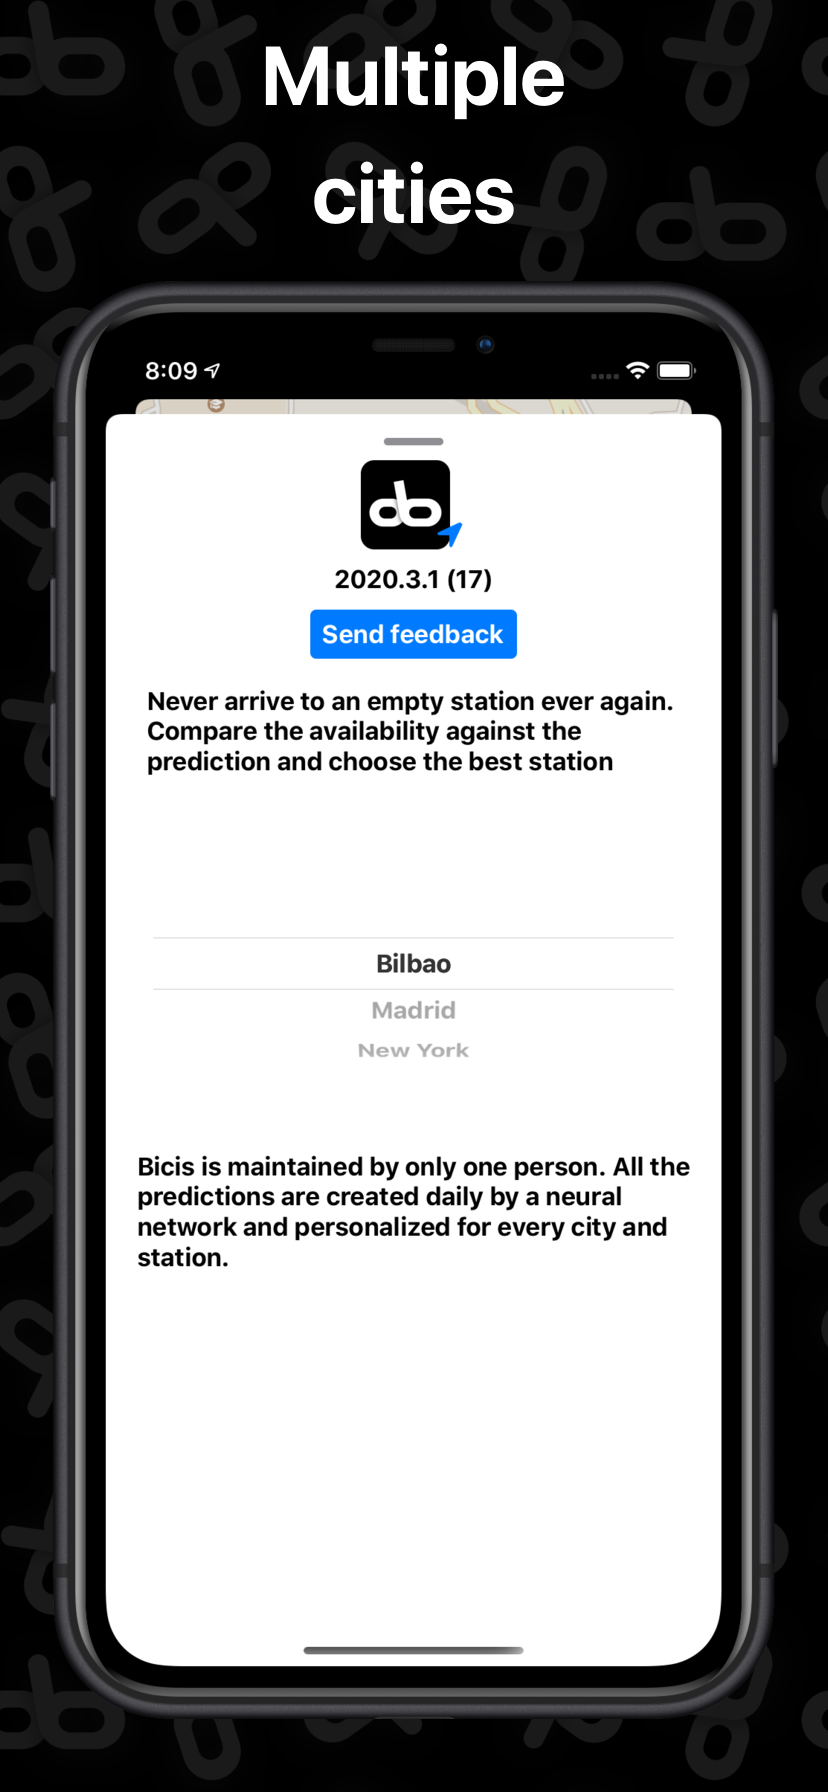 Multiple
cities
8:09
2020.3.1 (17)
Send feedback
Never arrive to an empty station ever again.
Compare the availability against the
prediction and choose the best station
Bilbao
Madrid
New York
Bicis is maintained by only one person. All the
predictions are created daily by a neural
network and personalized for every city and
station.